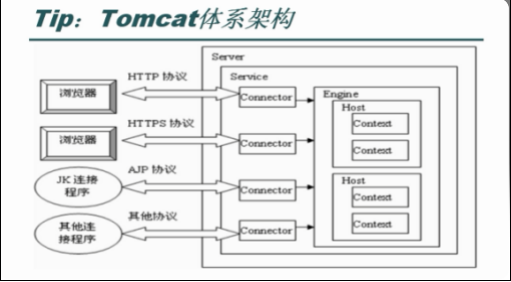 Tip：Tomcat体系架构
Server
Service
HTTP 协议
浏览器
Connector
Engine
Host
Context
Context
HTTPS 协议
浏览器
Connector
AJP 协议
JK 连接
程序
Connector
Host
Context
Context
其他协议
其他连
接程序
Connector